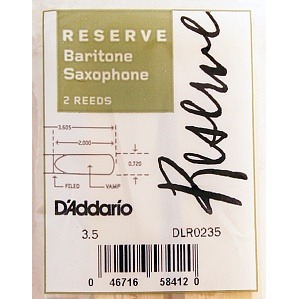 RESERVE
Baritone
Saxophone
2 REEDS
Reserve
3.605
2.000
0.720
FILED VAMP
D'Addario
3.5 DLR0235
0 46716 58412 0